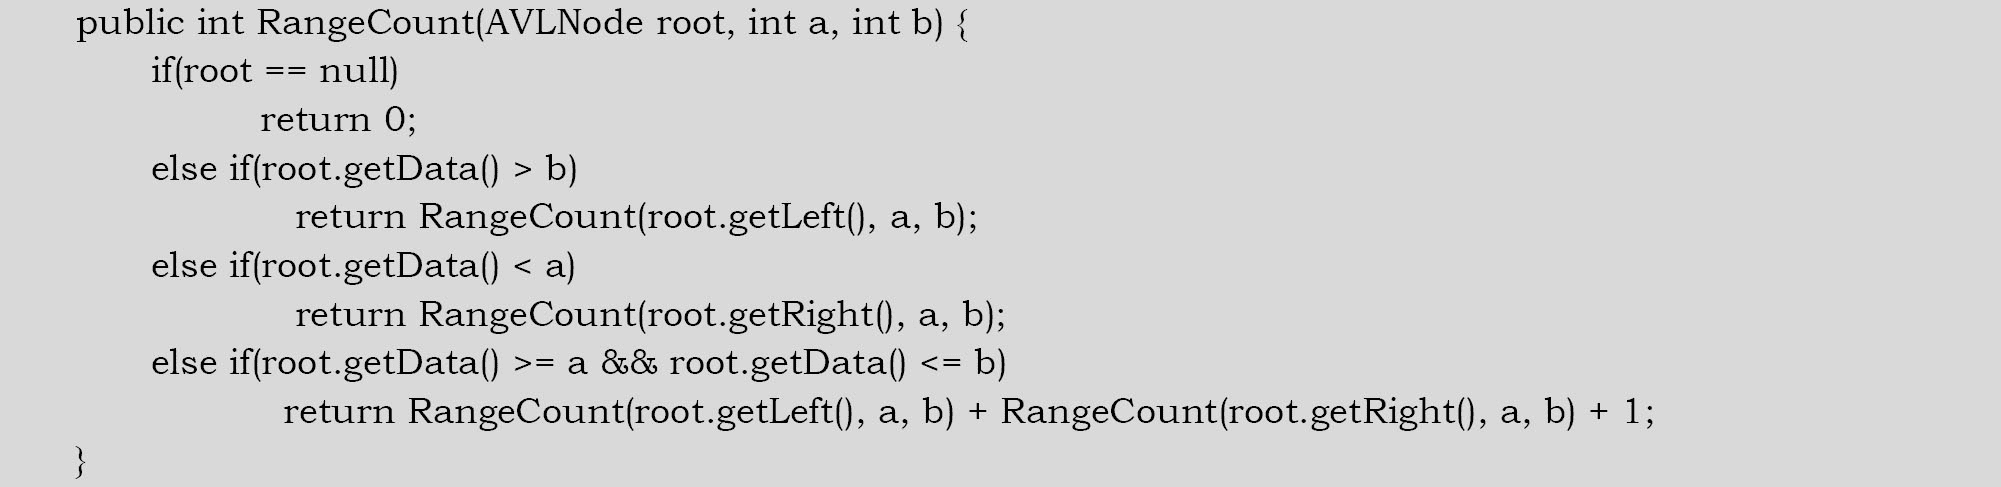 public int RangeCount(AVLNode root, int a, int b) {
if(root == null)
return 0;
else if(root.getData() > b)
return RangeCount(root.getLeft(), a, b);
else if(root.getData() < a)
return RangeCount(root.getRight(), a, b);
else if(root.getData() >= a && root.getData() <= b)
return RangeCount(root.getLeft(), a, b) + RangeCount(root.getRight(), a, b) + 1;
}